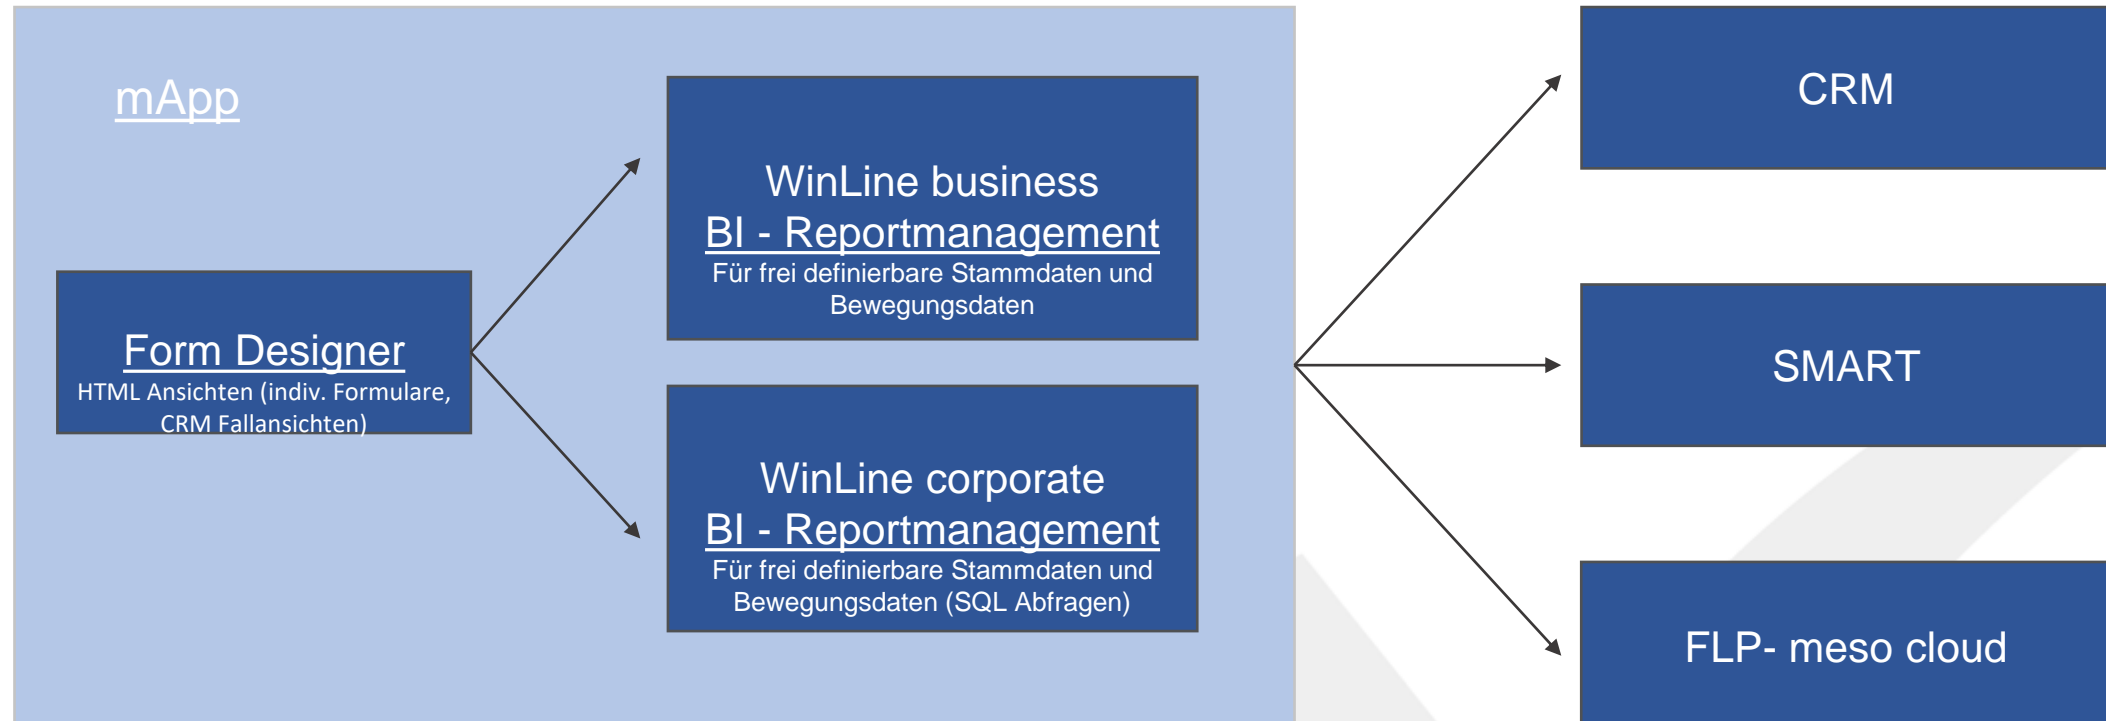 mApp
Form Designer
HTML Ansichten (indiv. Formulare,
CRM Fallansichten)
WinLine business
BI - Reportmanagement
Für frei definierbare Stammdaten und
Bewegungsdaten
WinLine corporate
BI - Reportmanagement
Für frei definierbare Stammdaten und
Bewegungsdaten (SQL Abfragen)
CRM
SMART
FLP- meso cloud